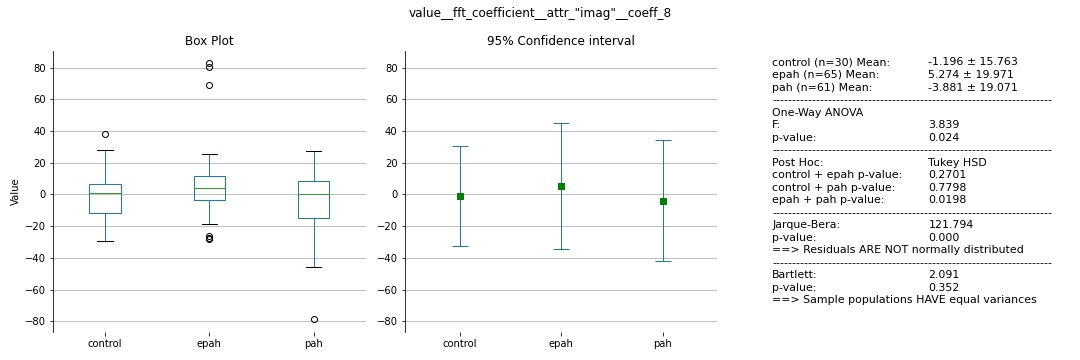 value__fft_coefficient__attr_"imag"__coeff_8
Box Plot
Value
80
60
40
20
0
−20
−40
−60
−80
control epah pah
95% Confidence interval
80
60
40
20
0
−20
−40
−60
−80
control epah pah
control (n=30) Mean: -1.196 ± 15.763
epah (n=65) Mean: 5.274 ± 19.971
pah (n=61) Mean: -3.881 ± 19.071
One-Way ANOVA
F: 3.839
p-value: 0.024
Post Hoc: Tukey HSD
control + epah p-value: 0.2701
control + pah p-value: 0.7798
epah + pah p-value: 0.0198
Jarque-Bera: 121.794
p-value: 0.000
==> Residuals ARE NOT normally distributed
Bartlett: 2.091
p-value: 0.352
==> Sample populations HAVE equal variances